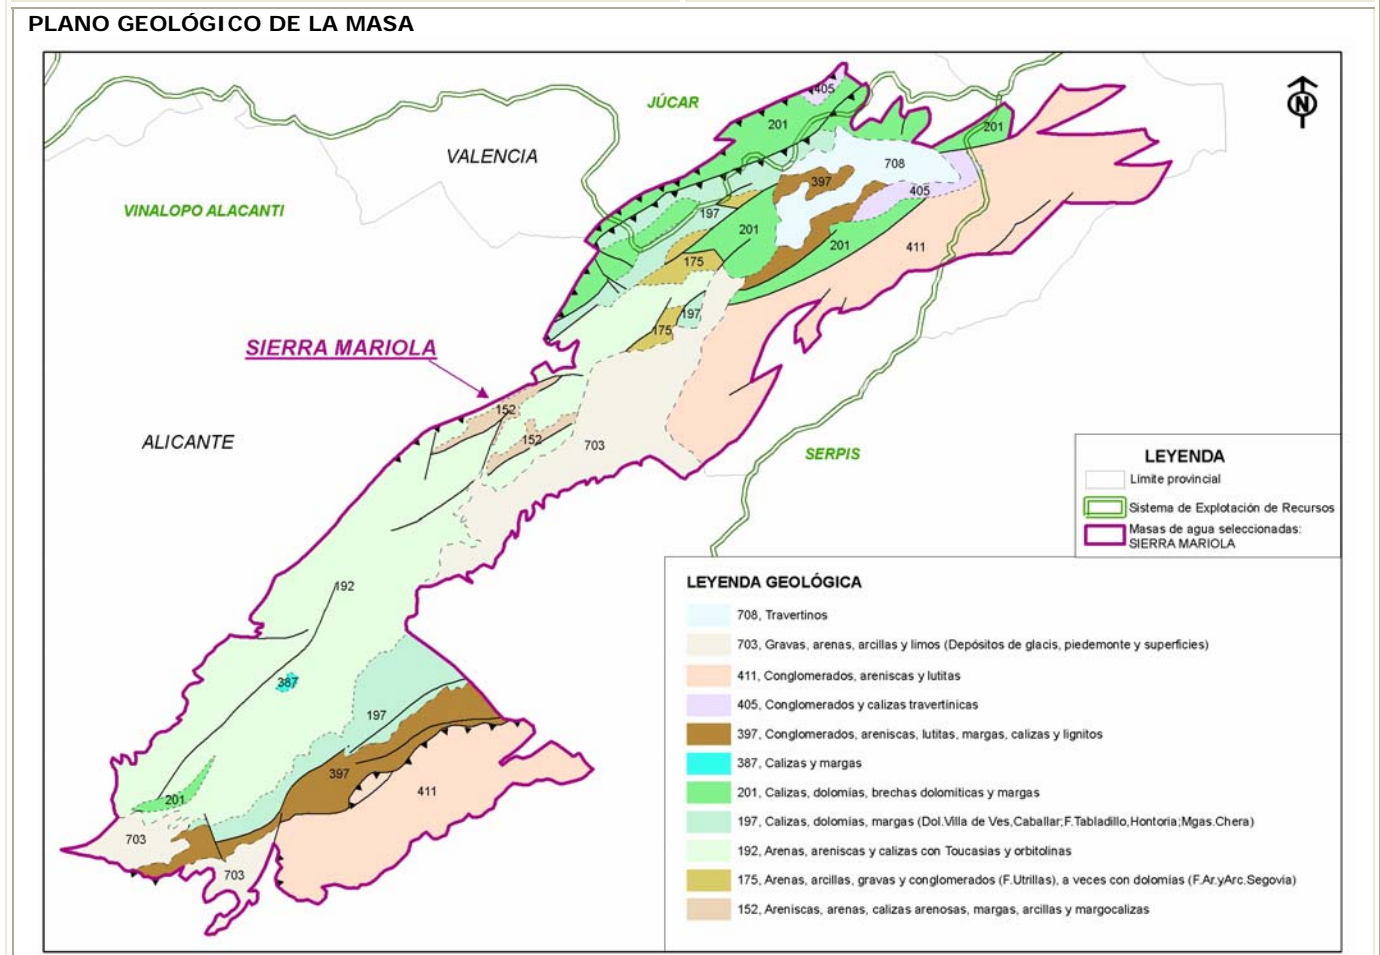 PLANO GEOLÓGICO DE LA MASA
JÚCAR
405
201
201
VALENCIA
708
397
405
VINALOPO ALACANTI
197
201
201
411
175
197
175
SIERRA MARIOLA
152
152
703
ALICANTE
SERPIS
192
387
197
397
411
201
703
703
N
LEYENDA
Límite provincial
Sistema de Explotación de Recursos
Masas de agua seleccionadas:
SIERRA MARIOLA
LEYENDA GEOLÓGICA
708, Travertinos
703, Gravas, arenas, arcillas y limos (Depósitos de glacis, piedemonte y superficies)
411, Conglomerados, areniscas y lutitas
405, Conglomerados y calizas travertínicas
397, Conglomerados, areniscas, lutitas, margas, calizas y lignitos
387, Calizas y margas
201, Calizas, dolomias, brechas dolomíticas y margas
197, Calizas, dolomias, margas (Dol.Villa de Ves,Caballar;F.Tabladillo,Hontoria;Mgas.Chera)
192, Arenas, areniscas y calizas con Toucasias y orbitolinas
175, Arenas, arcillas, gravas y conglomerados (F.Utrillas), a veces con dolomias (F.Ar.yArc.Segovia)
152, Areniscas, arenas, calizas arenosas, margas, arcillas y margocalizas